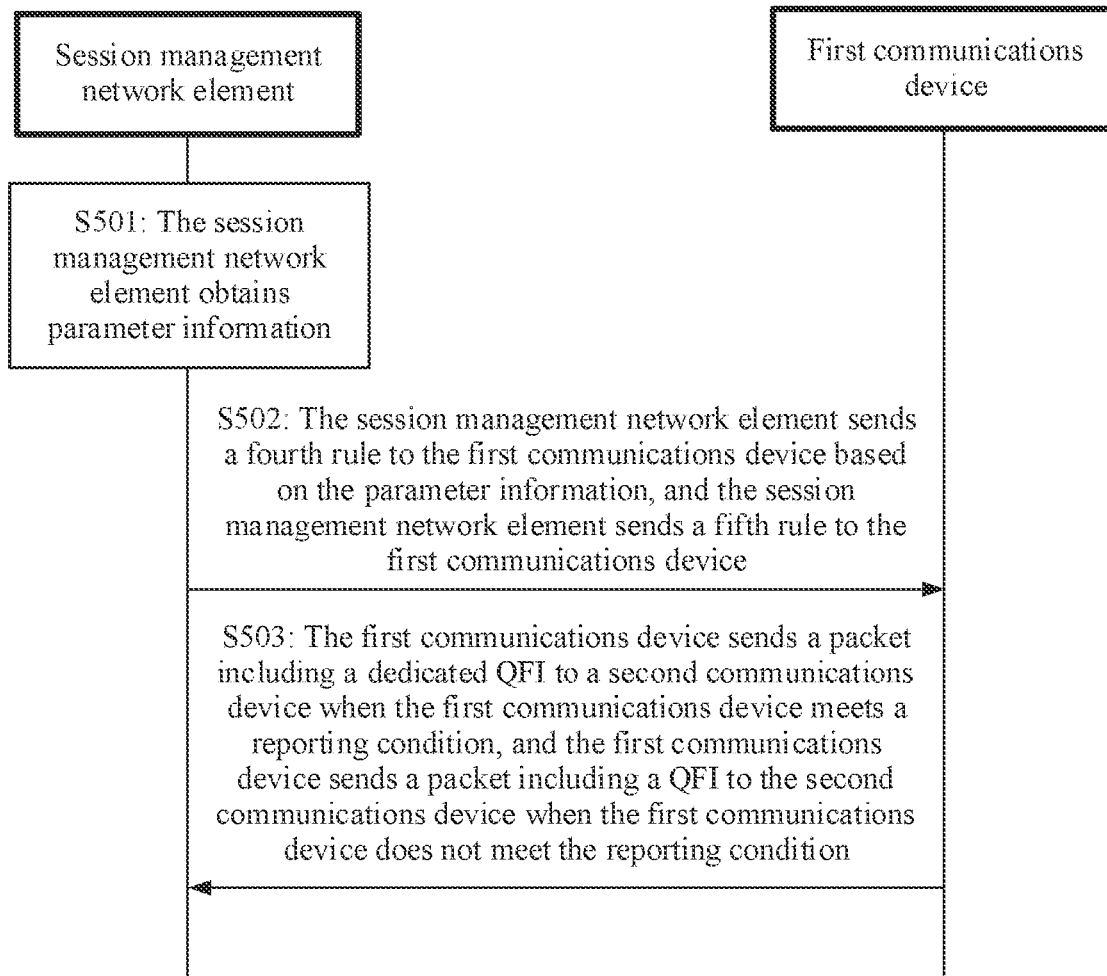 Session management
network element
First communications
device
S501: The session
management network
element obtains
parameter information
S502: The session management network element sends
a fourth rule to the first communications device based
on the parameter information, and the session
management network element sends a fifth rule to the
first communications device
S503: The first communications device sends a packet
including a dedicated QFI to a second communications
device when the first communications device meets a
reporting condition, and the first communications
device sends a packet including a QFI to the second
communications device when the first communications
device does not meet the reporting condition